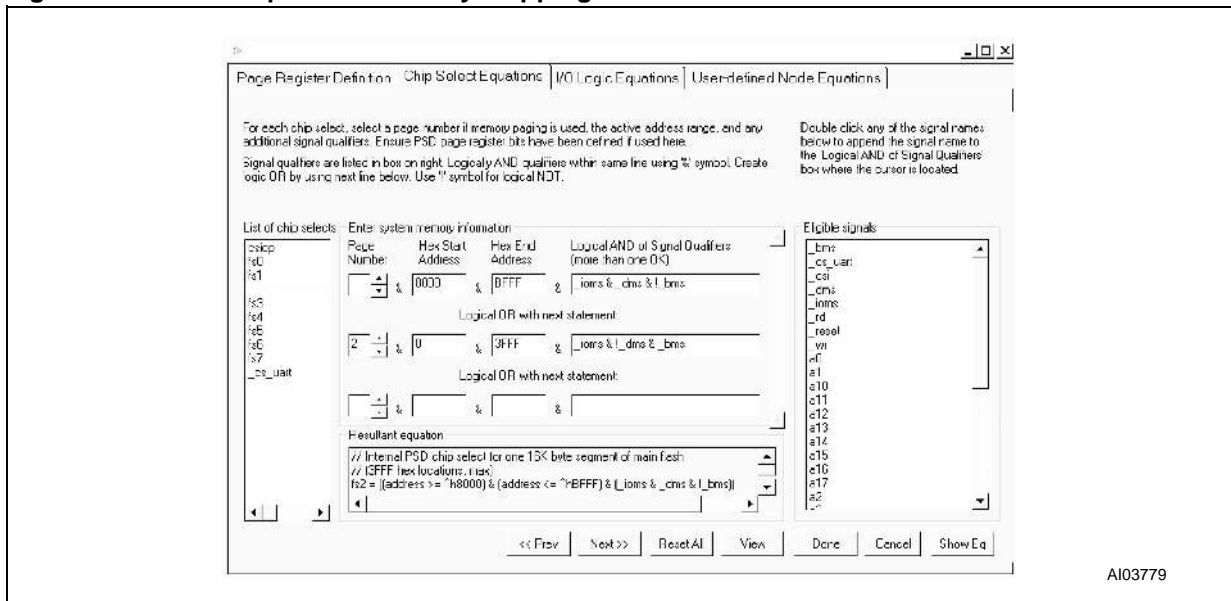 Page Register Definition Chip Select Equations I/O Logic Equations User-defined Node Equations
For each chip select, select a page number if memory paging is used, the active address range, and any
additional signal qualifiers. Ensure PSD page register bits have been defined if used here.
Signal qualifiers are listed in box on right. Logically AND qualifiers within same line using '&' symbol. Create
logic OR by using next line below. Use '!' symbol for logical NOT.
Double click any of the signal names
below to append the signal name to
the 'Logical AND of Signal Qualifiers'
box where the cursor is located.
List of chip selects
csiop
fs0
fs1
fs3
fs4
fs5
fs6
fs7
_cs_uart
Enter system memory information
Page Number Hex Start Address Hex End Address Logical AND of Signal Qualifiers (more than one OK)
& 8000 & BFFF & _ioms & _dms & !_bms
Logical OR with next statement:
2 & 0 & 3FFF & _ioms & !_dms & _bms
Logical OR with next statement:
& & &
Resultant equation
// Internal PSD chip select for one 16K byte segment of main flash
// (3FFF hex locations, max)
fs2 = ((address >= ^h8000) & (address <= ^hBFFF) & (_ioms & _dms & !_bms))
Eligible signals
_bms
_cs_uart
_csi
_dms
_ioms
_rd
_reset
_wr
a0
a1
a10
a11
a12
a13
a14
a15
a16
a17
a2
<< Prev Next >> Reset All View Done Cancel Show Eq
AI03779